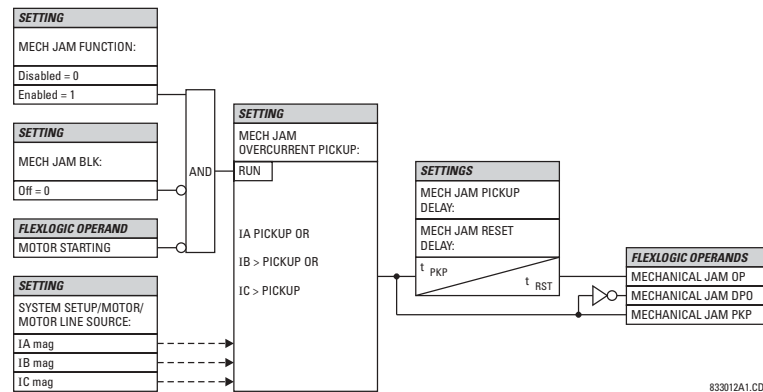 SETTING
MECH JAM FUNCTION:
Disabled = 0
Enabled = 1
SETTING
MECH JAM BLK:
Off = 0
FLEXLOGIC OPERAND
MOTOR STARTING
SETTING
SYSTEM SETUP/MOTOR/
MOTOR LINE SOURCE:
IA mag
IB mag
IC mag
AND
SETTING
MECH JAM
OVERCURRENT PICKUP:
RUN
IA PICKUP OR
IB > PICKUP OR
IC > PICKUP
SETTINGS
MECH JAM PICKUP
DELAY:
MECH JAM RESET
DELAY:
t PKP
t RST
FLEXLOGIC OPERANDS
MECHANICAL JAM OP
MECHANICAL JAM DPO
MECHANICAL JAM PKP
833012A1.CD